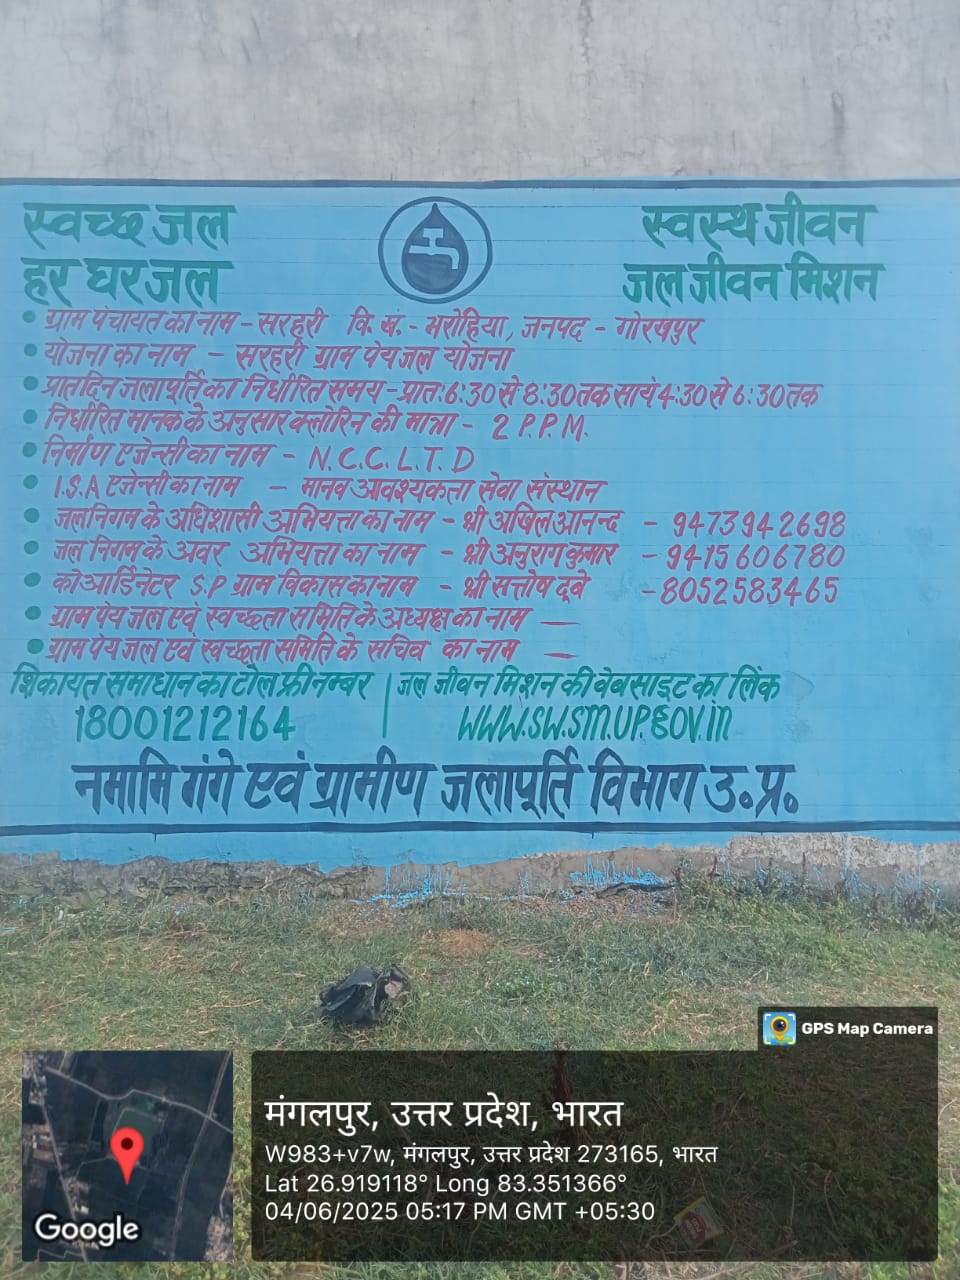 स्वच्छ जल
हर घर जल
स्वस्थ जीवन
जल जीवन मिशन
ग्राम पंचायत का नाम - सरहरी वि. खं. - भरोहिया, जनपद - गोरखपुर
योजना का नाम - सरहरी ग्राम पेयजल योजना
प्रतिदिन जलापूर्ति का निर्धारित समय - प्रातः 6:30 से 8:30 तक सायं 4:30 से 6:30 तक
निर्धारित मानक के अनुसार क्लोरिन की मात्रा - 2 P.P.M.
निर्माण एजेन्सी का नाम - N.C.C.L.T.D
I.S.A एजेन्सी का नाम - मानव आवश्यकता सेवा संस्थान
जल निगम के अधिशासी अभियत्ता का नाम - श्री अखिल आनन्द - 9473942698
जल निगम के अवर अभियत्ता का नाम - श्री अनुराग कुमार - 9415606780
कोआर्डिनेटर S.P ग्राम विकास का नाम - श्री सत्तोष दूबे - 8052583465
ग्राम पेय जल एवं स्वच्छता समिति के अध्यक्ष का नाम —
ग्राम पेय जल एवं स्वच्छता समिति के सचिव का नाम —
शिकायत समाधान का टोल फ्री नम्बर | जल जीवन मिशन की वेबसाइट का लिंक
18001212164 | WWW.SWSM.UP.GOV.in
नमामि गंगे एवं ग्रामीण जलापूर्ति विभाग उ.प्र.
GPS Map Camera
मंगलपुर, उत्तर प्रदेश, भारत
W983+v7w, मंगलपुर, उत्तर प्रदेश 273165, भारत
Lat 26.919118° Long 83.351366°
04/06/2025 05:17 PM GMT +05:30
Google